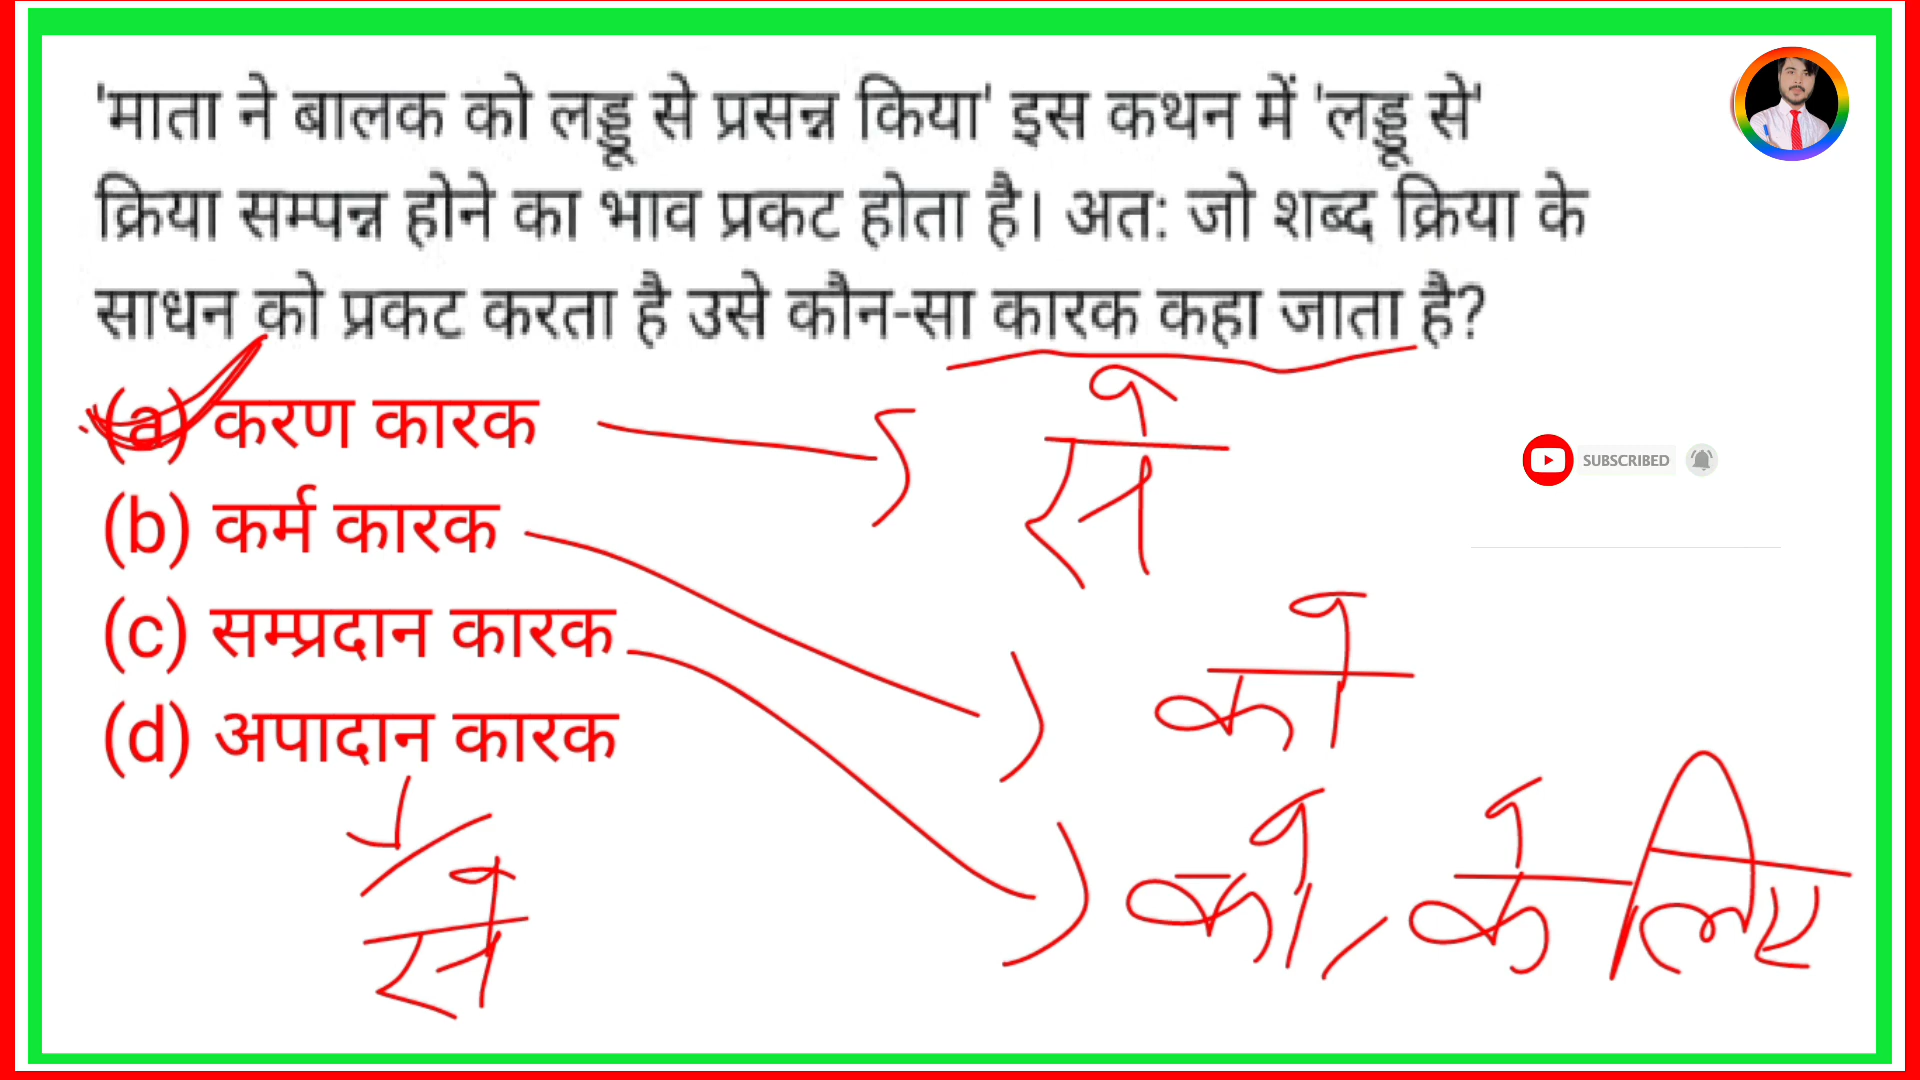 'माता ने बालक को लड्डू से प्रसन्न किया' इस कथन में 'लड्डू से'
क्रिया सम्पन्न होने का भाव प्रकट होता है। अत: जो शब्द क्रिया के
साधन को प्रकट करता है उसे कौन-सा कारक कहा जाता है?
(a) करण कारक
से
(b) कर्म कारक
SUBSCRIBED
(c) सम्प्रदान कारक
को
(d) अपादान कारक
को, के लिए
से